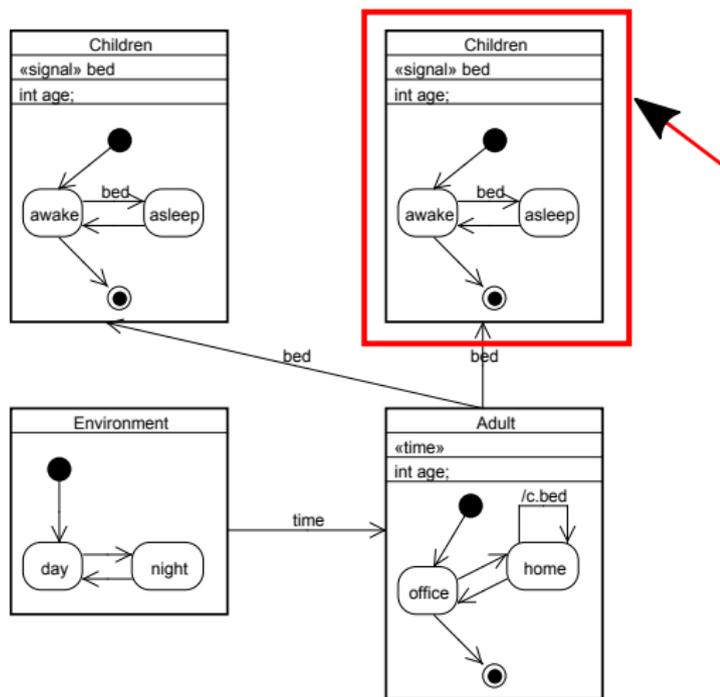 Children
«signal» bed
int age;
bed
awake
asleep
Children
«signal» bed
int age;
bed
awake
asleep
bed
bed
Environment
day
night
time
Adult
«time»
int age;
/c.bed
home
office